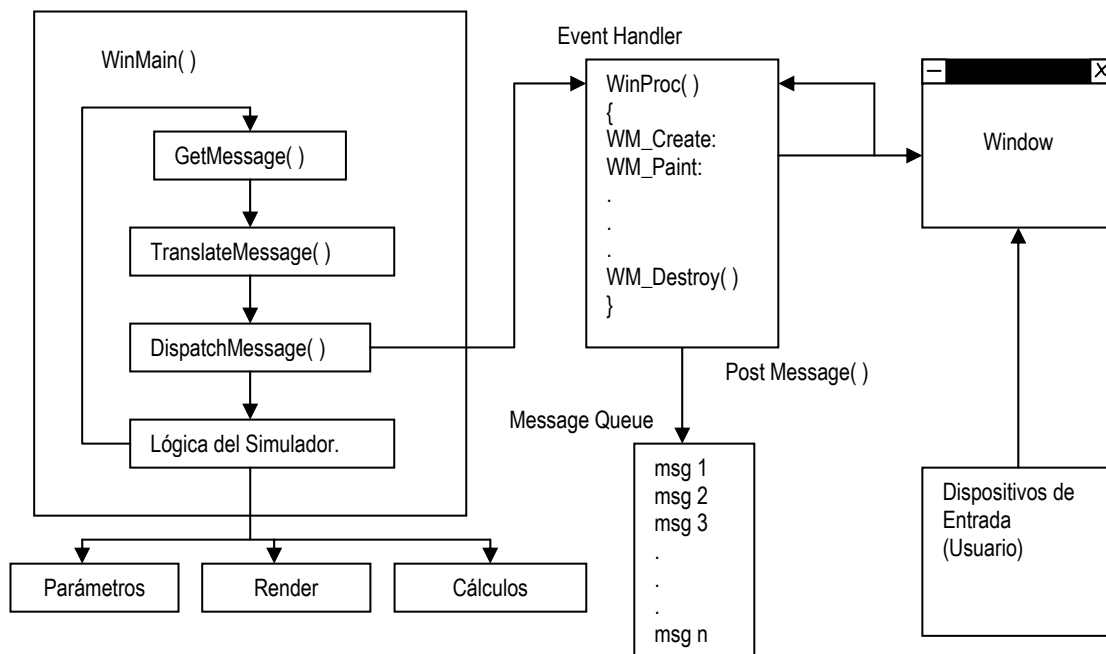 WinMain( )
GetMessage( )
TranslateMessage( )
DispatchMessage( )
Lógica del Simulador.
Parámetros
Render
Cálculos
Event Handler
WinProc( )
{
WM_Create:
WM_Paint:
.
.
.
WM_Destroy( )
}
Post Message( )
Message Queue
msg 1
msg 2
msg 3
.
.
.
msg n
Window
Dispositivos de
Entrada
(Usuario)